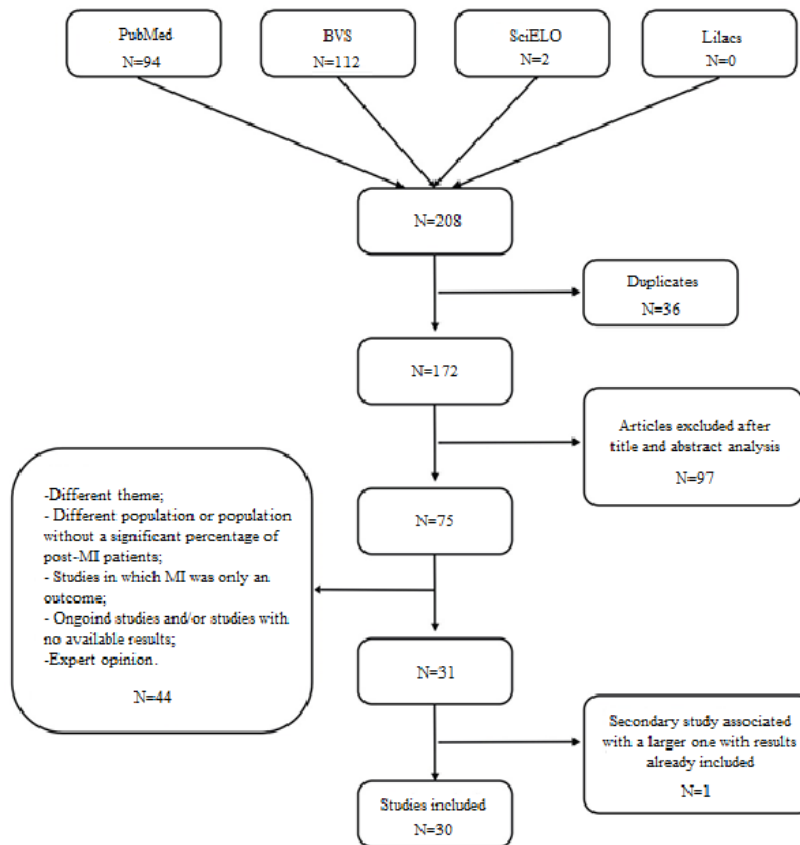 PubMed
N=94
BVS
N=112
SciELO
N=2
Lilacs
N=0
N=208
Duplicates
N=36
N=172
Articles excluded after
title and abstract analysis
N=97
N=75
-Different theme;
- Different population or population
without a significant percentage of
post-MI patients;
- Studies in which MI was only an
outcome;
- Ongoind studies and/or studies with
no available results;
-Expert opinion.
N=44
N=31
Secondary study associated
with a larger one with results
already included
N=1
Studies included
N=30